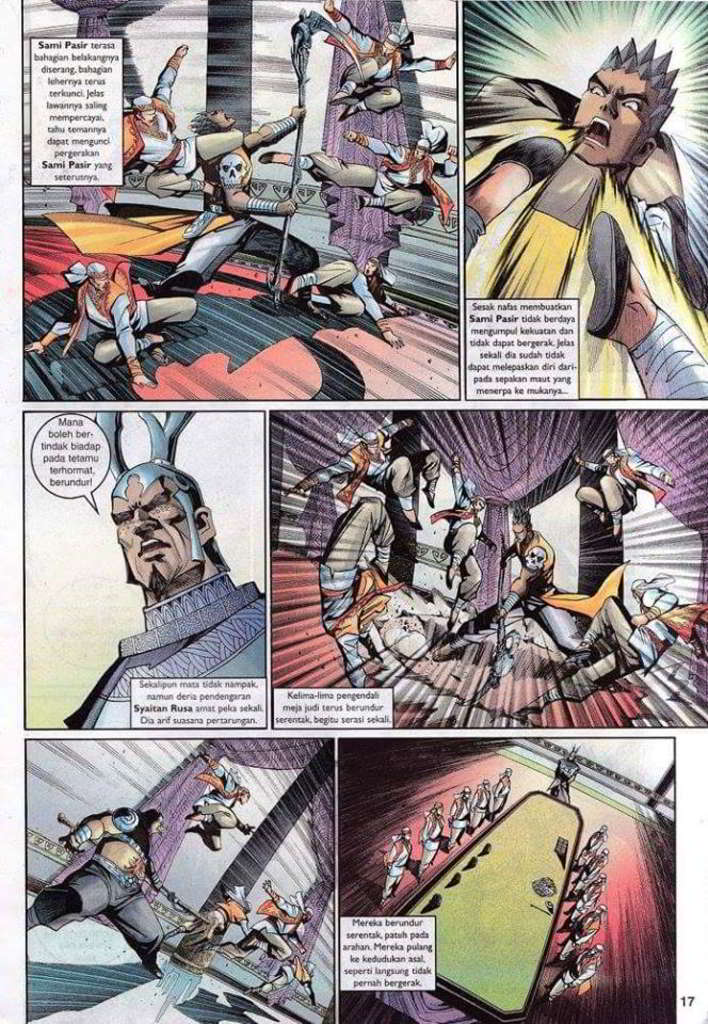 Sami Pasir terasa
bahagian belakangnya
diserang, bahagian
lehernya terus
terkunci. Jeles
lawannya saling
mempercayai,
tahu temannya
dapat mengunci
pergerakan
Sami Pasir yang
seterusnya.
Sesak nafas membuatkan
Sami Pasir tidak berdaya
mengumpul kekuatan dan
tidak dapat bergerak. Jeles
sekali dia sudah tidak
dapat melepaskan diri dari-
pada sepakan maut yang
menerpa ke mukanya...
Mana
boleh ber-
tindak biadap
pada tetamu
terhormat,
berundur!
Sekalipun mata tidak nampak,
namun deria pendengaran
Syaitan Rusa amat peka sekali.
Dia arif suasana pertarungan.
Kelima-lima pengendali
meja judi terus berundur
serentak, begitu serasi sekali.
Mereka berundur
serentak, patuh pada
arahan. Mereka pulang
ke kedudukan asal,
seperti langsung tidak
pernah bergerak.
17